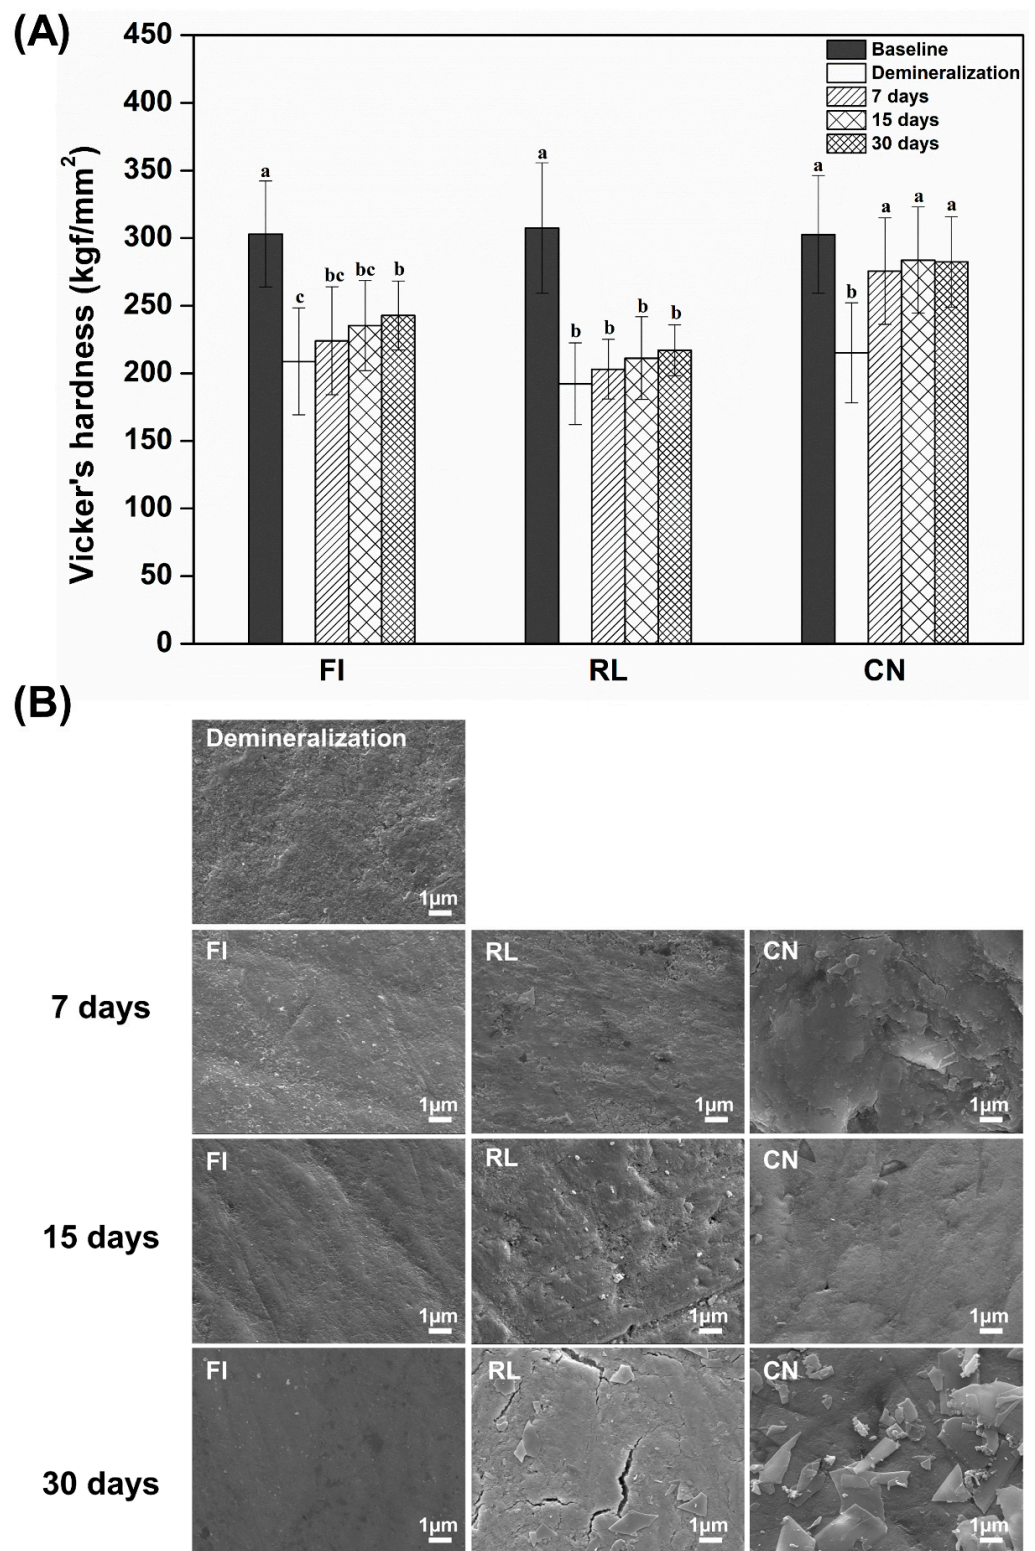 (A)
450
400
350
300
250
200
150
100
50
0
Vicker's hardness (kgf/mm²)
Baseline
Demineralization
7 days
15 days
30 days
a
c
bc
bc
b
a
b
b
b
b
a
b
a
a
a
FI
RL
CN
(B)
Demineralization
1μm
7 days
FI
1μm
RL
1μm
CN
1μm
15 days
FI
1μm
RL
1μm
CN
1μm
30 days
FI
1μm
RL
1μm
CN
1μm